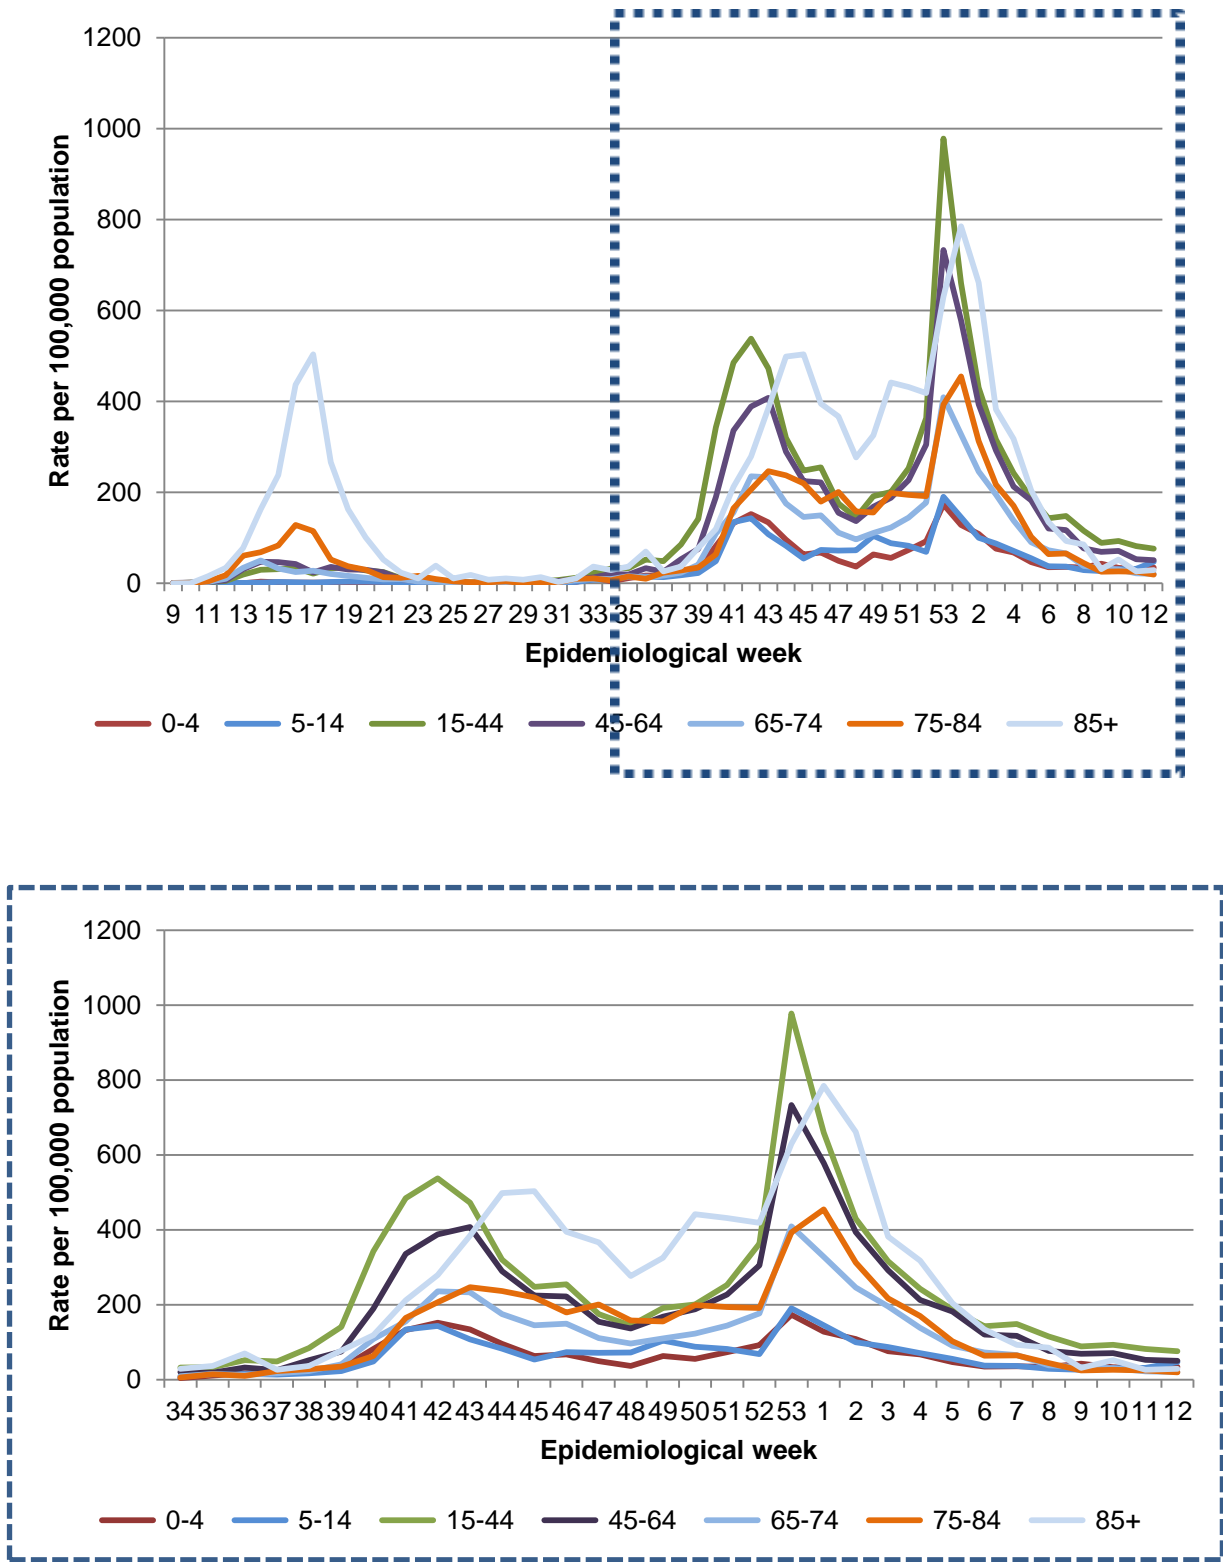 1200
1000
800
600
400
200
0
Rate per 100,000 population
9 11 13 15 17 19 21 23 25 27 29 31 33 35 37 39 41 43 45 47 49 51 53 2 4 6 8 10 12
Epidemiological week
0-4 5-14 15-44 45-64 65-74 75-84 85+
1200
1000
800
600
400
200
0
Rate per 100,000 population
34 35 36 37 38 39 40 41 42 43 44 45 46 47 48 49 50 51 52 53 1 2 3 4 5 6 7 8 9 10 11 12
Epidemiological week
0-4 5-14 15-44 45-64 65-74 75-84 85+